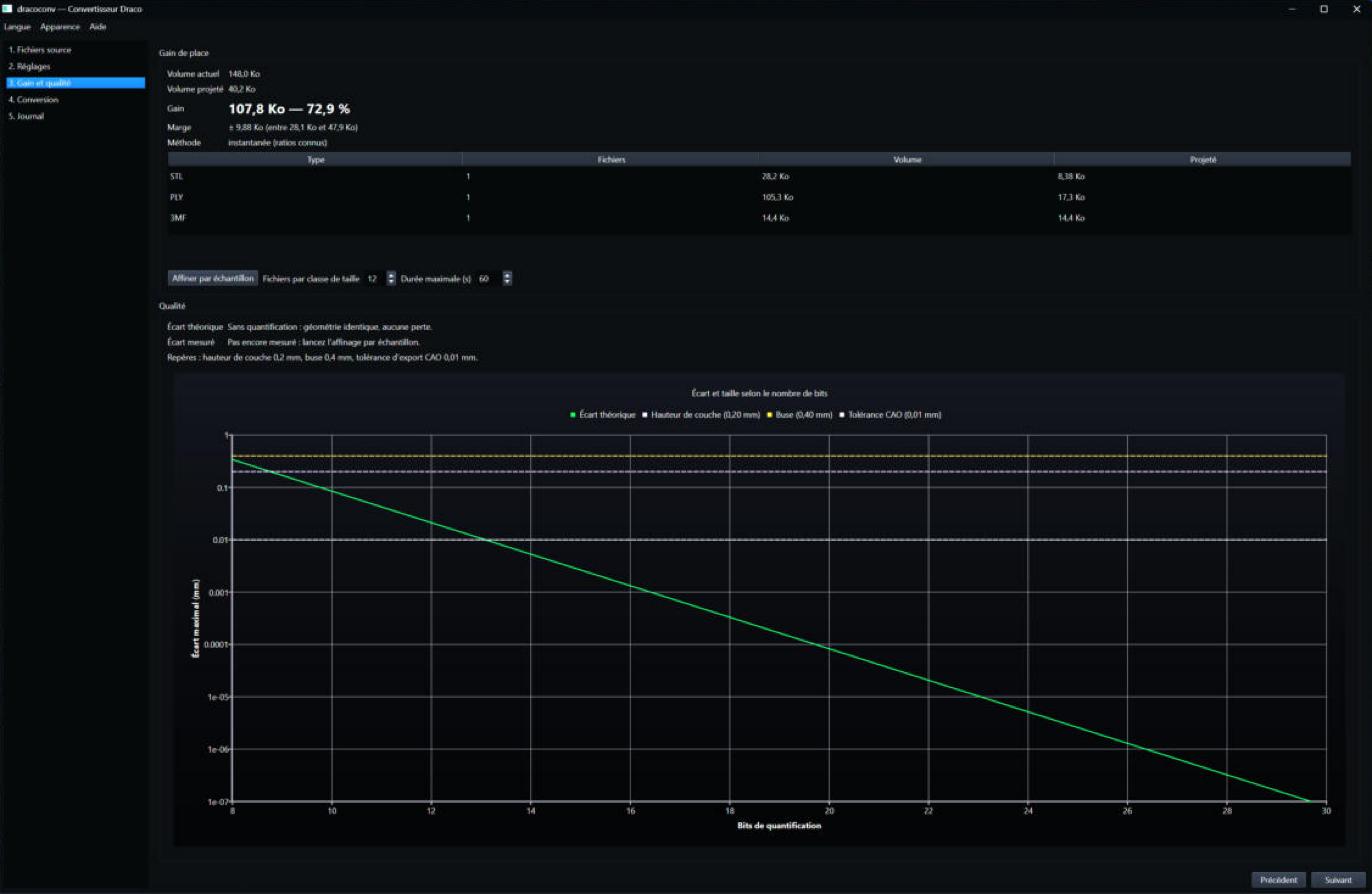 dracoconv — Convertisseur Draco
Langue Apparence Aide
1. Fichiers source
2. Réglages
3. Gain et qualité
4. Conversion
5. Journal
Gain de place
Volume actuel 148,0 Ko
Volume projeté 40,2 Ko
Gain 107,8 Ko — 72,9 %
Marge ± 9,88 Ko (entre 28,1 Ko et 47,9 Ko)
Méthode instantanée (ratios connus)
Type Fichiers Volume Projeté
STL 1 28,2 Ko 8,38 Ko
PLY 1 105,3 Ko 17,3 Ko
3MF 1 14,4 Ko 14,4 Ko
Affiner par échantillon Fichiers par classe de taille 12 Durée maximale (s) 60
Qualité
Écart théorique Sans quantification : géométrie identique, aucune perte.
Écart mesuré Pas encore mesuré : lancez l'affinage par échantillon.
Repères : hauteur de couche 0,2 mm, buse 0,4 mm, tolérance d'export CAO 0,01 mm.
Écart et taille selon le nombre de bits
Écart théorique Hauteur de couche (0,20 mm) Buse (0,40 mm) Tolérance CAO (0,01 mm)
Écart maximal (mm)
1
0.1
0.01
0.001
0.0001
1e-05
1e-06
1e-07
8 10 12 14 16 18 20 22 24 26 28 30
Bits de quantification
Précédent Suivant